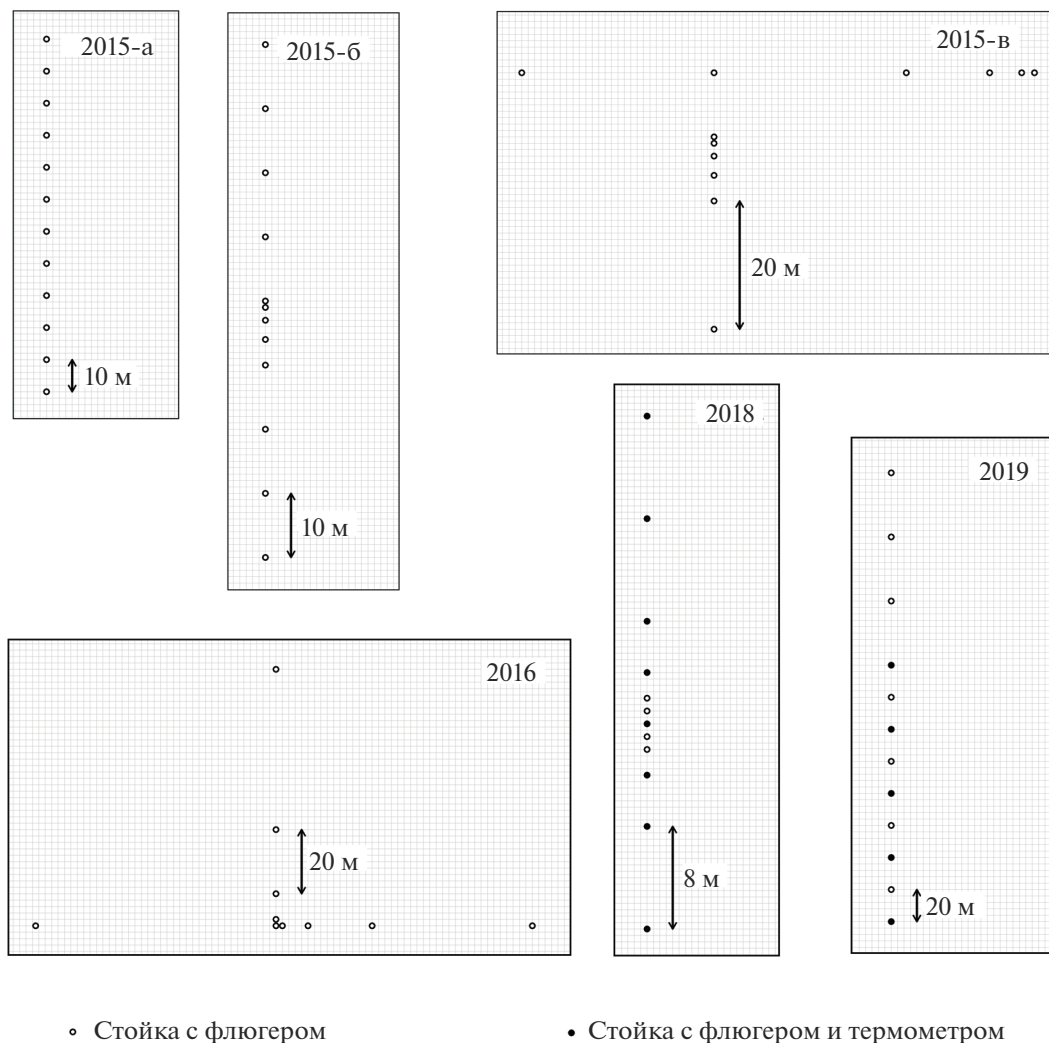 2015-а
10 м
2015-б
10 м
2015-в
20 м
2016
20 м
2018
8 м
2019
20 м
Стойка с флюгером
Стойка с флюгером и термометром